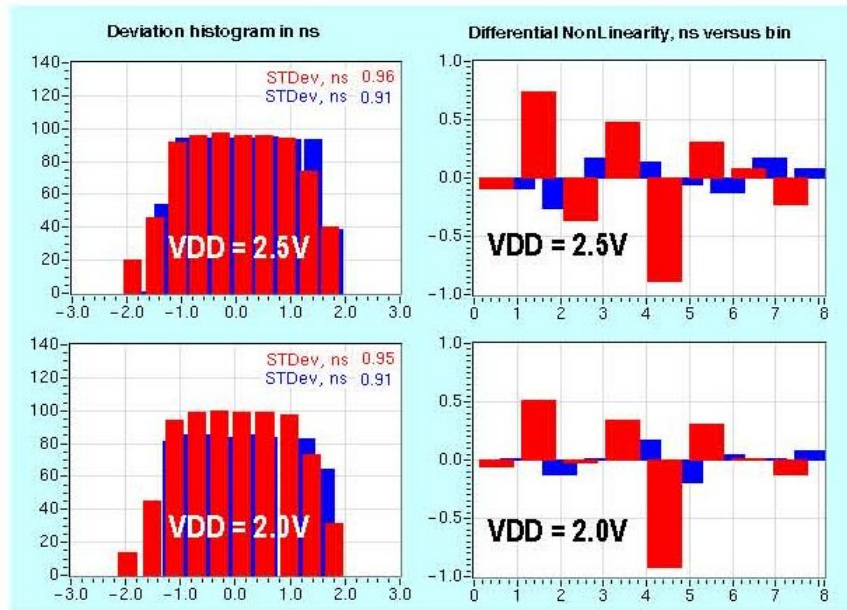 Deviation histogram in ns
Differential NonLinearity, ns versus bin
140
120
100
80
60
40
20
0
STDev, ns 0.96
STDev, ns 0.91
VDD = 2.5V
-3.0 -2.0 -1.0 0.0 1.0 2.0 3.0
1.0
0.5
0.0
-0.5
-1.0
VDD = 2.5V
0 1 2 3 4 5 6 7 8
140
120
100
80
60
40
20
0
STDev, ns 0.95
STDev, ns 0.91
VDD = 2.0V
-3.0 -2.0 -1.0 0.0 1.0 2.0 3.0
1.0
0.5
0.0
-0.5
-1.0
VDD = 2.0V
0 1 2 3 4 5 6 7 8